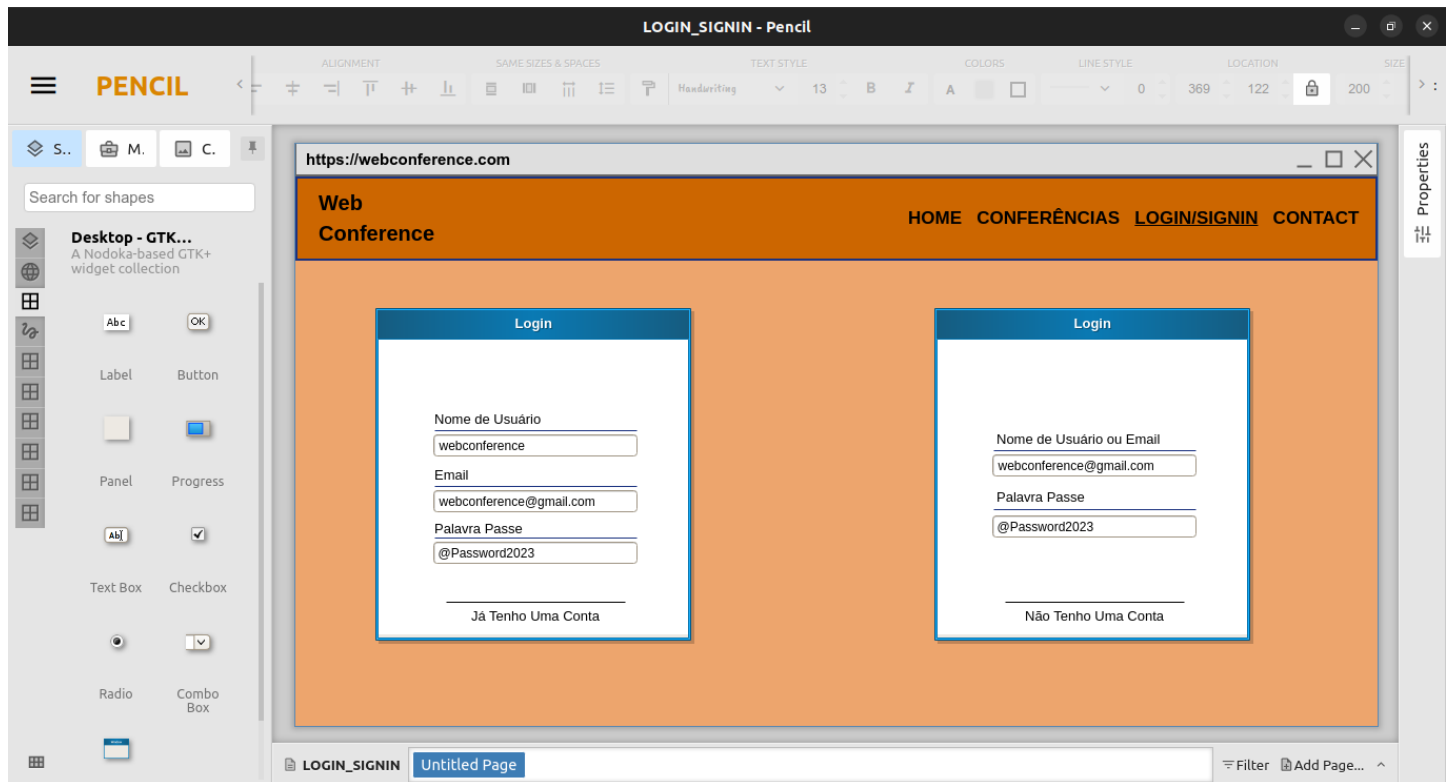 LOGIN_SIGNIN - Pencil
PENCIL
ALIGNMENT
SAME SIZES & SPACES
TEXT STYLE
COLORS
LINE STYLE
LOCATION
SIZE
Handwriting 13 B I A 0 369 122 200
S.. M. C.
Search for shapes
Desktop - GTK...
A Nodoka-based GTK+
widget collection
Abc OK
Label Button
Panel Progress
Ab
Text Box Checkbox
Radio Combo
Box
https://webconference.com
Web
Conference
HOME CONFERÊNCIAS LOGIN/SIGNIN CONTACT
Login
Nome de Usuário
webconference
Email
webconference@gmail.com
Palavra Passe
@Password2023
Já Tenho Uma Conta
Login
Nome de Usuário ou Email
webconference@gmail.com
Palavra Passe
@Password2023
Não Tenho Uma Conta
Properties
LOGIN_SIGNIN Untitled Page Filter Add Page...